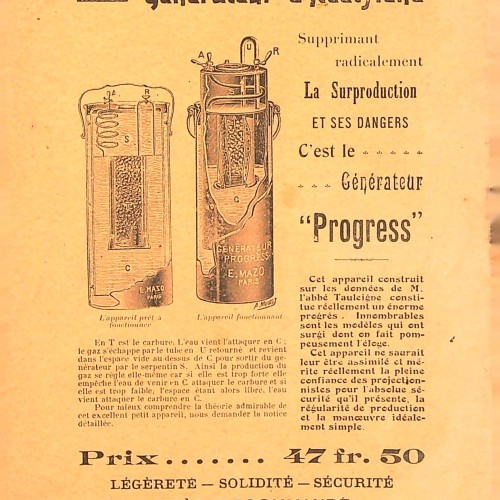 Générateur d'Acétylène
Supprimant
radicalement
La Surproduction
ET SES DANGERS
C'est le
Générateur
"Progress"
A
U
R
A
R
S
C
C
E. MAZO
PARIS
GÉNÉRATEUR
PROGRESS
E. MAZO
PARIS
L'appareil prêt à
fonctionner
L'appareil fonctionnant
En T est le carbure. L'eau vient l'attaquer en C ;
le gaz s'échappe par le tube en U retourné et revient
dans l'espace vide au dessus de C pour sortir du gé-
nérateur par le serpentin S. Ainsi la production du
gaz se règle elle-même car si elle est trop forte elle
empêche l'eau de venir en C attaquer le carbure et si
elle est trop faible, l'espace étant alors libre, l'eau
vient attaquer le carbure en C.
Pour mieux comprendre la théorie admirable de
cet excellent petit appareil, nous demander la notice
détaillée.
Cet appareil construit
sur les données de M.
l'abbé Tauleigne consti-
tue réellement un énorme
progrès. Innombrables
sont les modèles qui ont
surgi dont on fait pom-
peusement l'éloge.
Cet appareil ne saurait
leur être assimilé et mé-
rite réellement la pleine
confiance des projection-
nistes pour l'absolue sé-
curité qu'il présente, la
régularité de production
et la manœuvre idéale-
ment simple.
Prix ....... 47 fr. 50
LÉGÈRETÉ — SOLIDITÉ — SÉCURITÉ